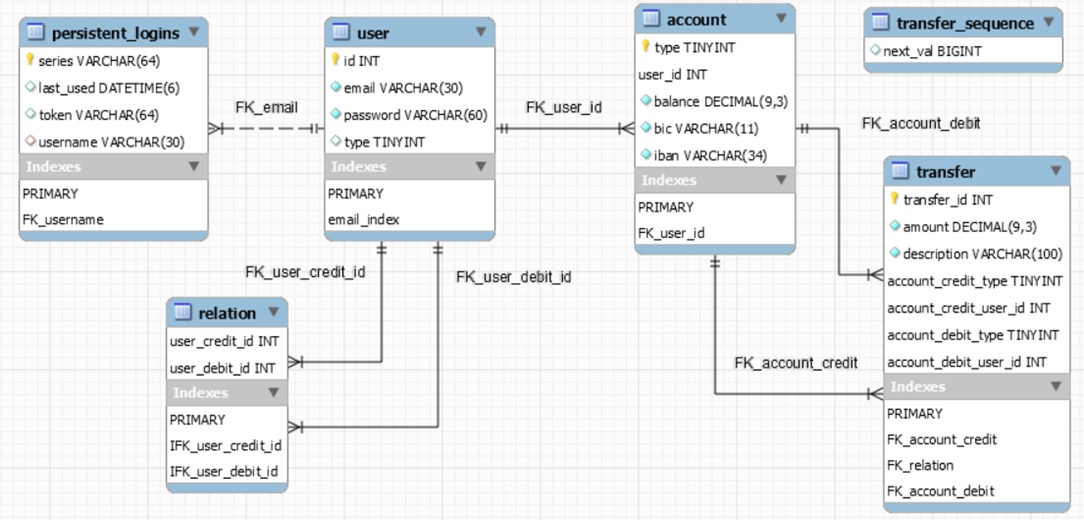 persistent_logins
series VARCHAR(64)
last_used DATETIME(6)
token VARCHAR(64)
username VARCHAR(30)
Indexes
PRIMARY
FK_username
FK_email
user
id INT
email VARCHAR(30)
password VARCHAR(60)
type TINYINT
Indexes
PRIMARY
email_index
FK_user_id
account
type TINYINT
user_id INT
balance DECIMAL(9,3)
bic VARCHAR(11)
iban VARCHAR(34)
Indexes
PRIMARY
FK_user_id
transfer_sequence
next_val BIGINT
FK_account_debit
transfer
transfer_id INT
amount DECIMAL(9,3)
description VARCHAR(100)
account_credit_type TINYINT
account_credit_user_id INT
account_debit_type TINYINT
account_debit_user_id INT
Indexes
PRIMARY
FK_account_credit
FK_relation
FK_account_debit
FK_user_credit_id
FK_user_debit_id
relation
user_credit_id INT
user_debit_id INT
Indexes
PRIMARY
IFK_user_credit_id
IFK_user_debit_id
FK_account_credit